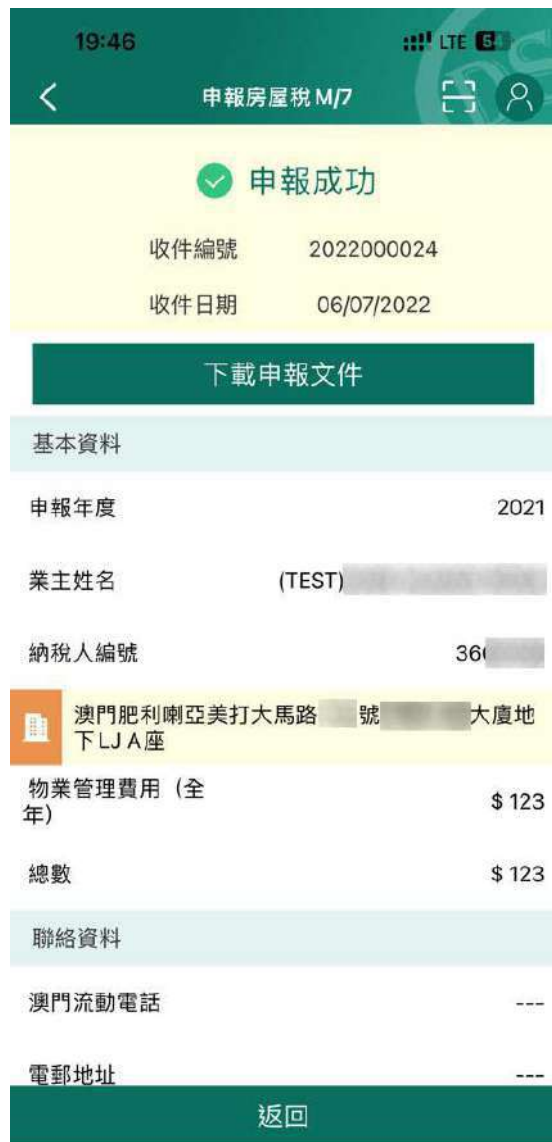 19:46
LTE
申報房屋稅 M/7
申報成功
收件編號 2022000024
收件日期 06/07/2022
下載申報文件
基本資料
申報年度 2021
業主姓名 (TEST)
納稅人編號 36
澳門肥利喇亞美打大馬路 號 大廈地
下LJ A座
物業管理費用（全
年） $ 123
總數 $ 123
聯絡資料
澳門流動電話 ---
電郵地址 ---
返回